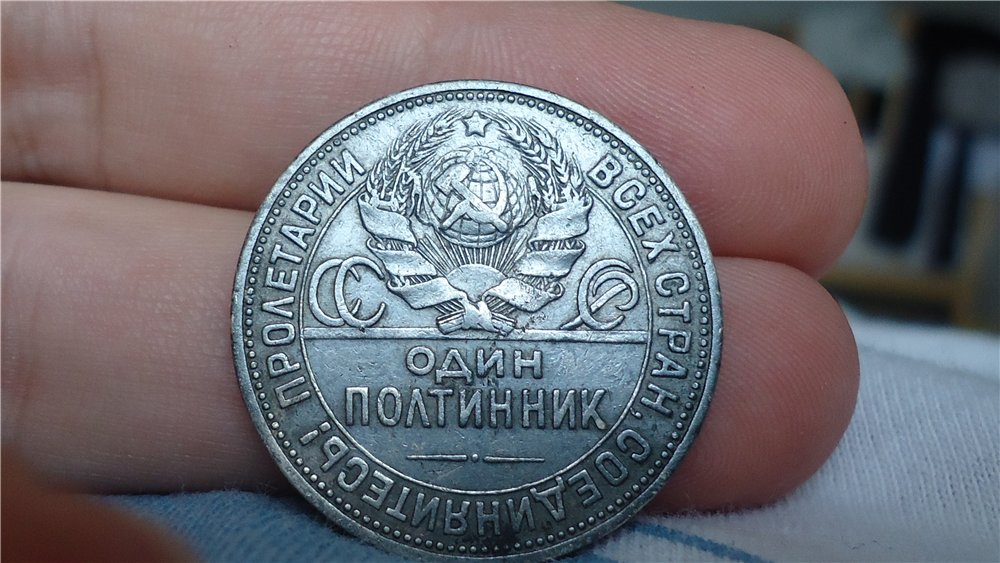 ПРОЛЕТАРИИ ВСЕХ СТРАН, СОЕДИНЯЙТЕСЬ!
СС СР
ОДИН
ПОЛТИННИК